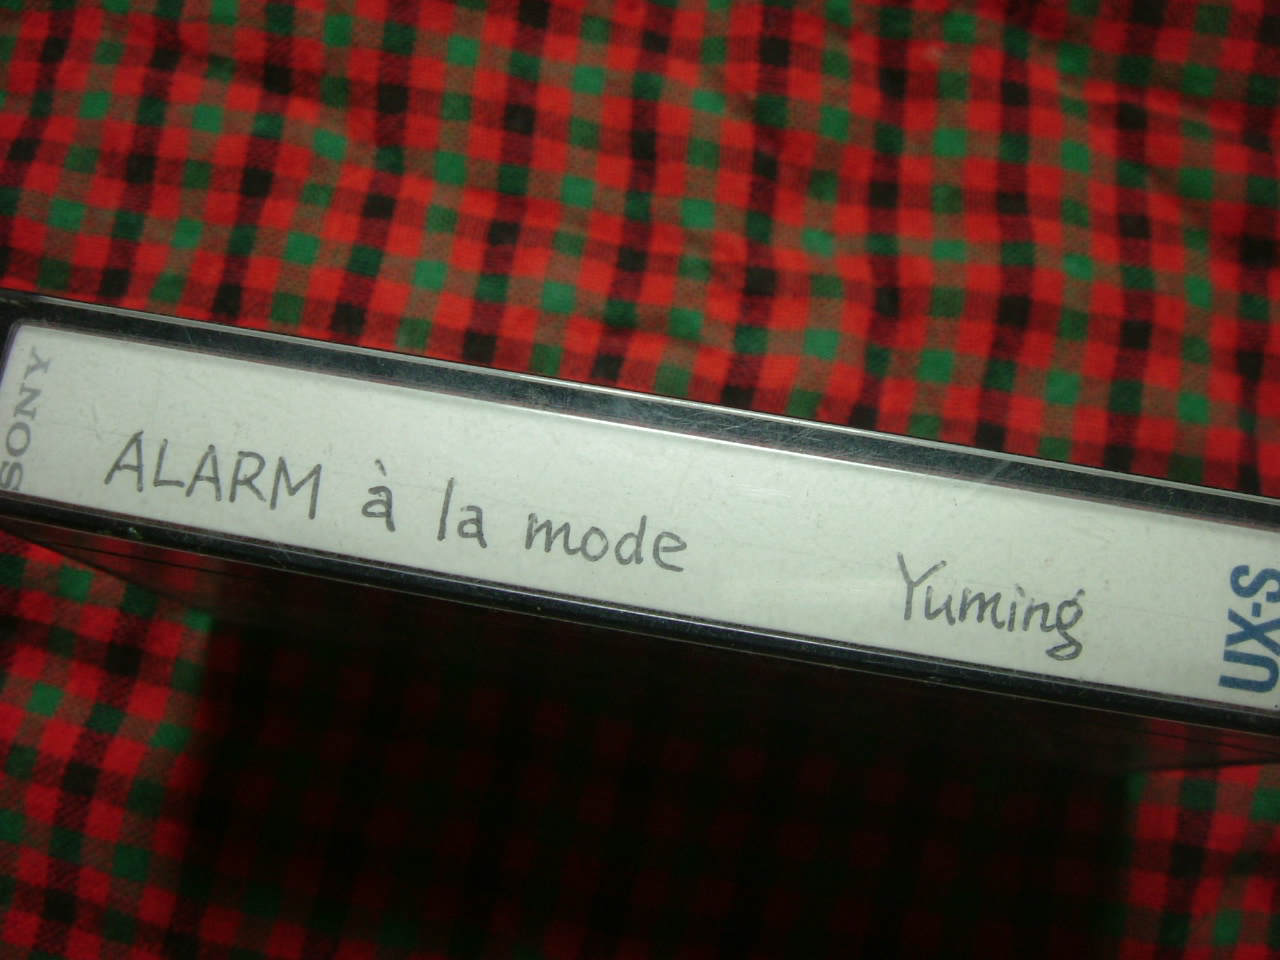 SONY
ALARM à la mode
Yuming
UX-S